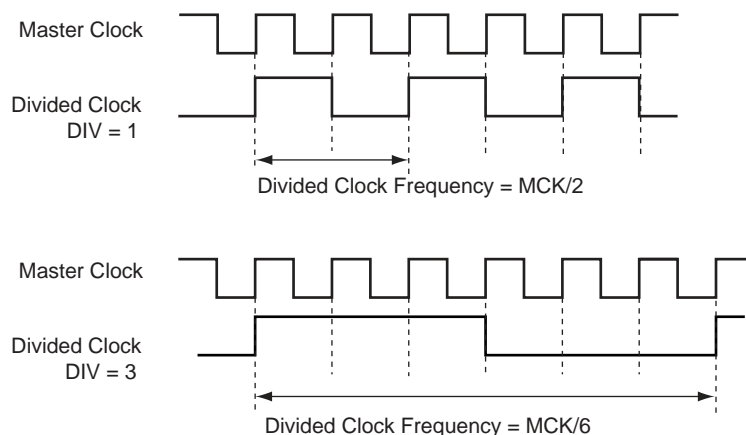 Master Clock
Divided Clock
DIV = 1
Divided Clock Frequency = MCK/2
Master Clock
Divided Clock
DIV = 3
Divided Clock Frequency = MCK/6